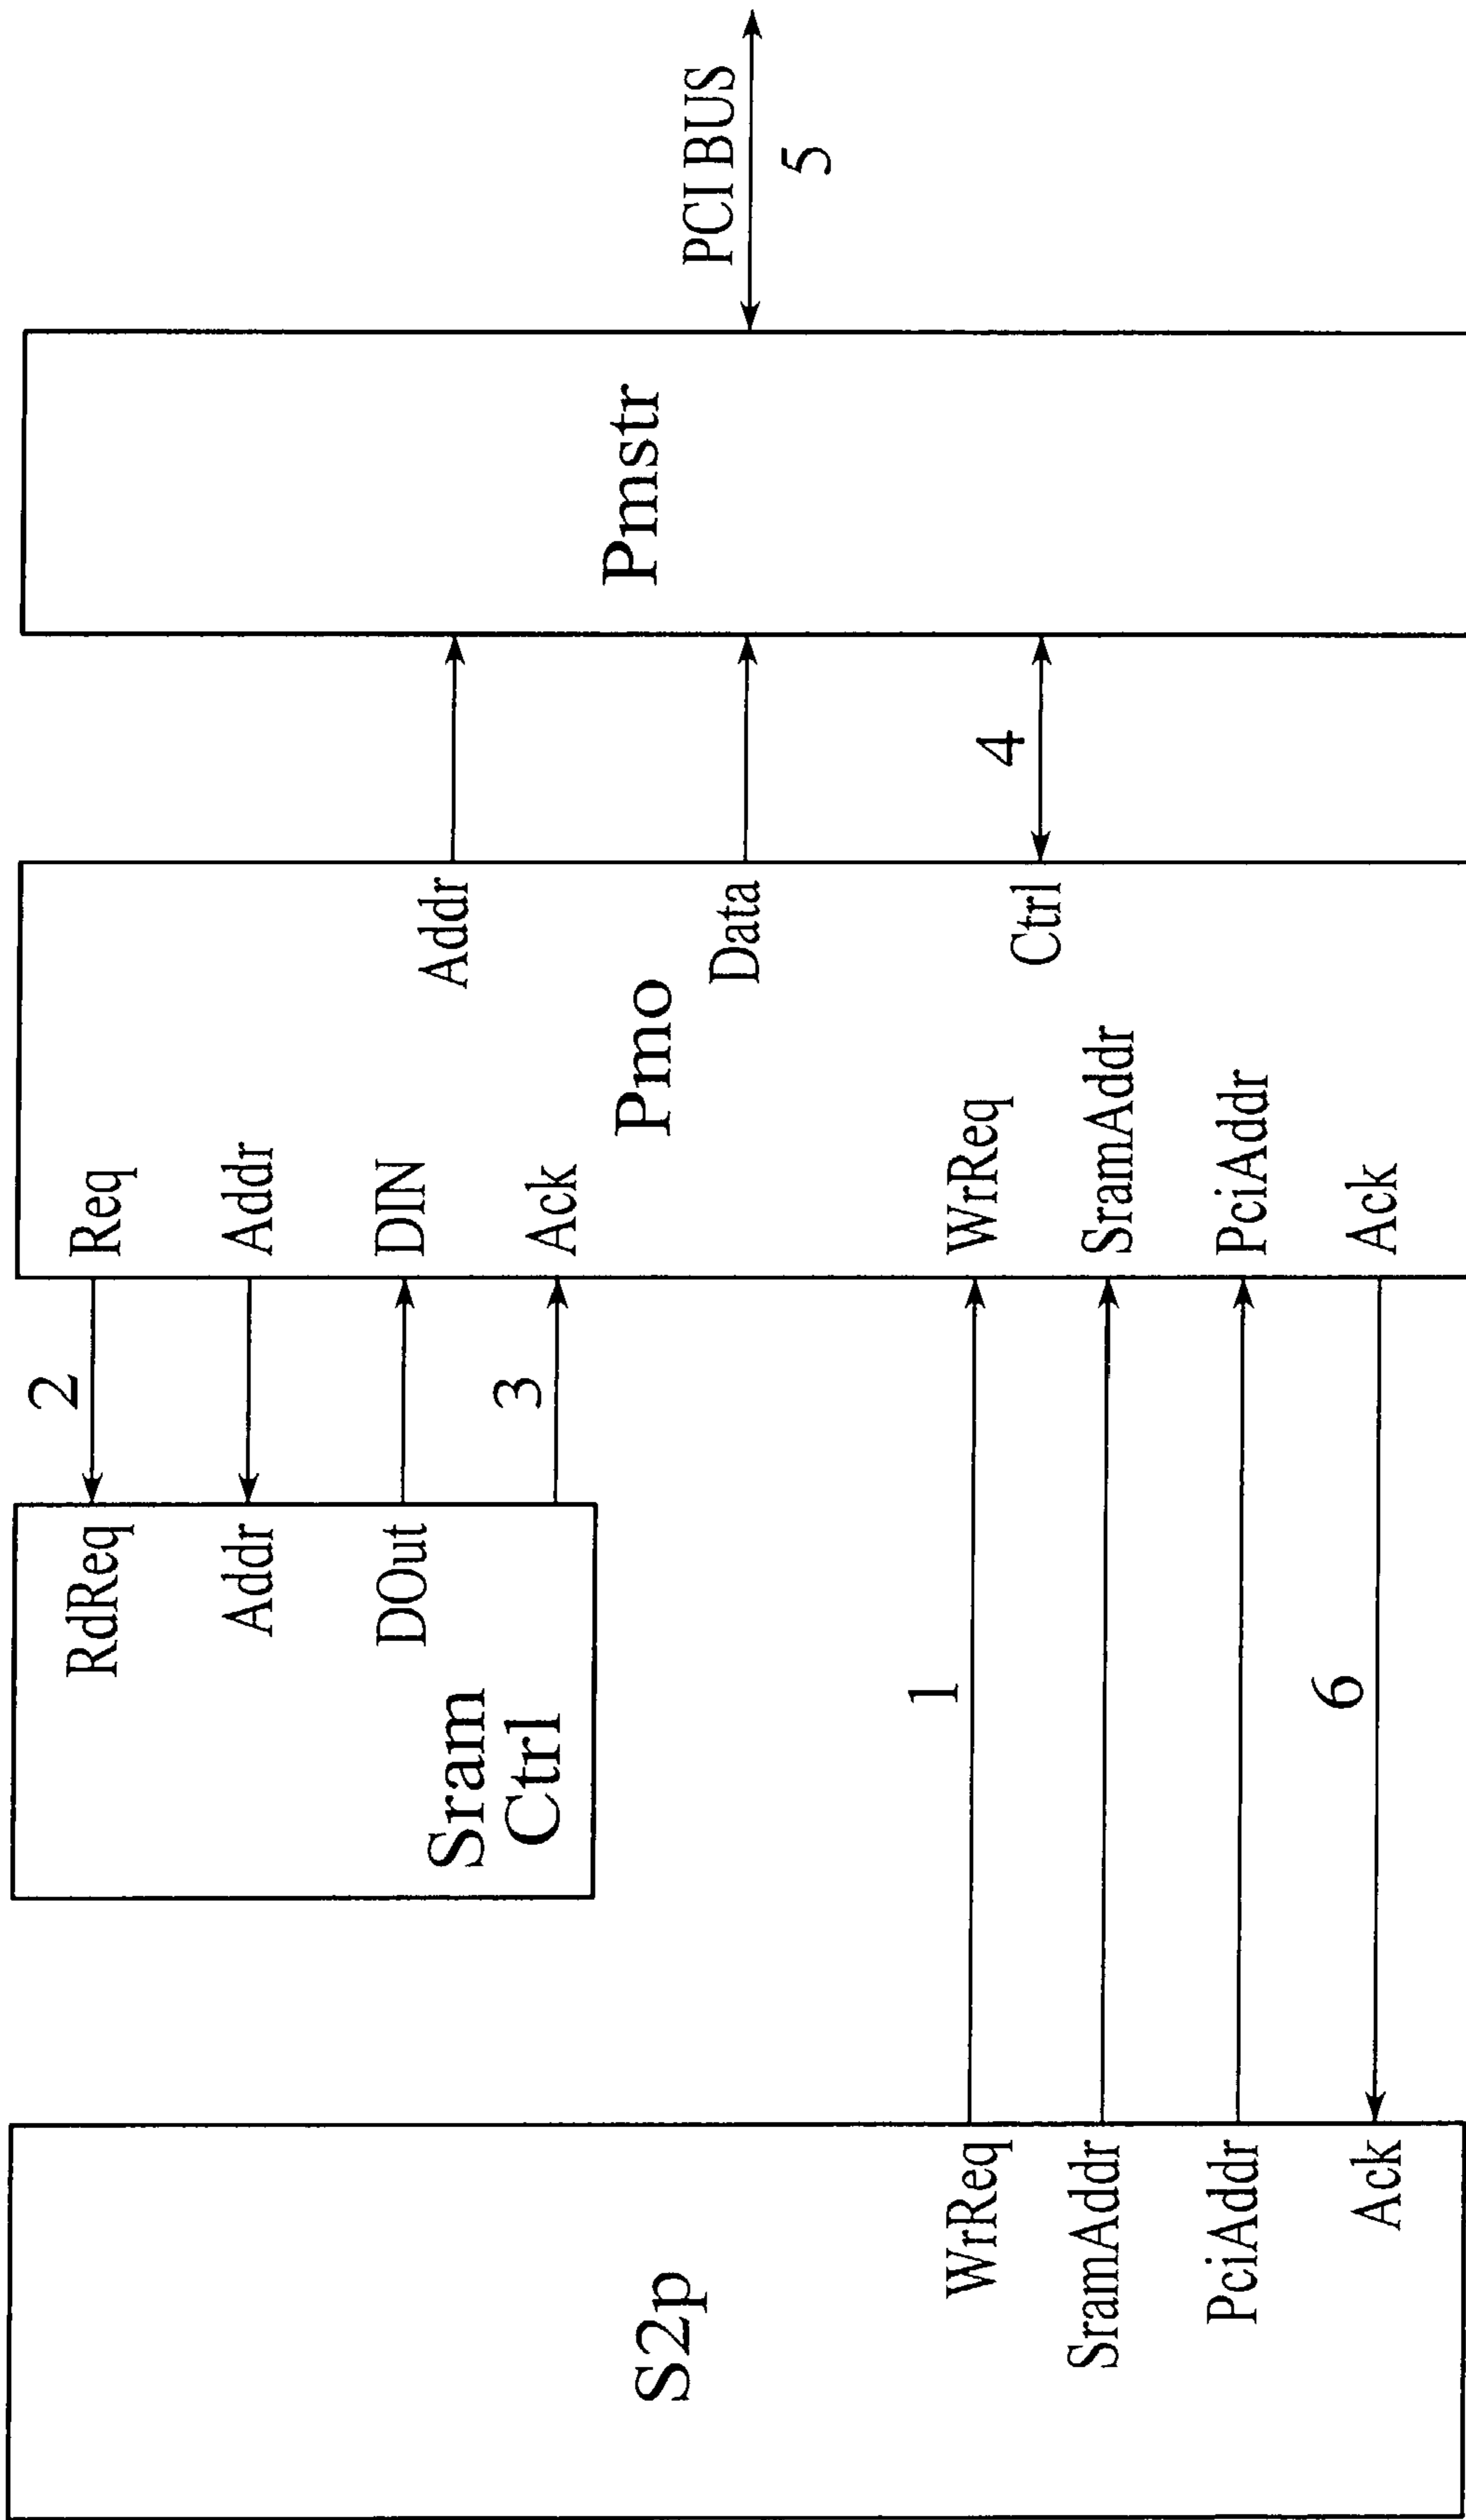 S2p
WrReq
SramAddr
PciAddr
Ack
Sram
Ctrl
RdReq
Addr
DOut
2
3
1
6
Req
Addr
DIN
Ack
Pmo
WrReq
SramAddr
PciAddr
Ack
Addr
Data
Ctrl
4
Pmstr
PCI BUS
5